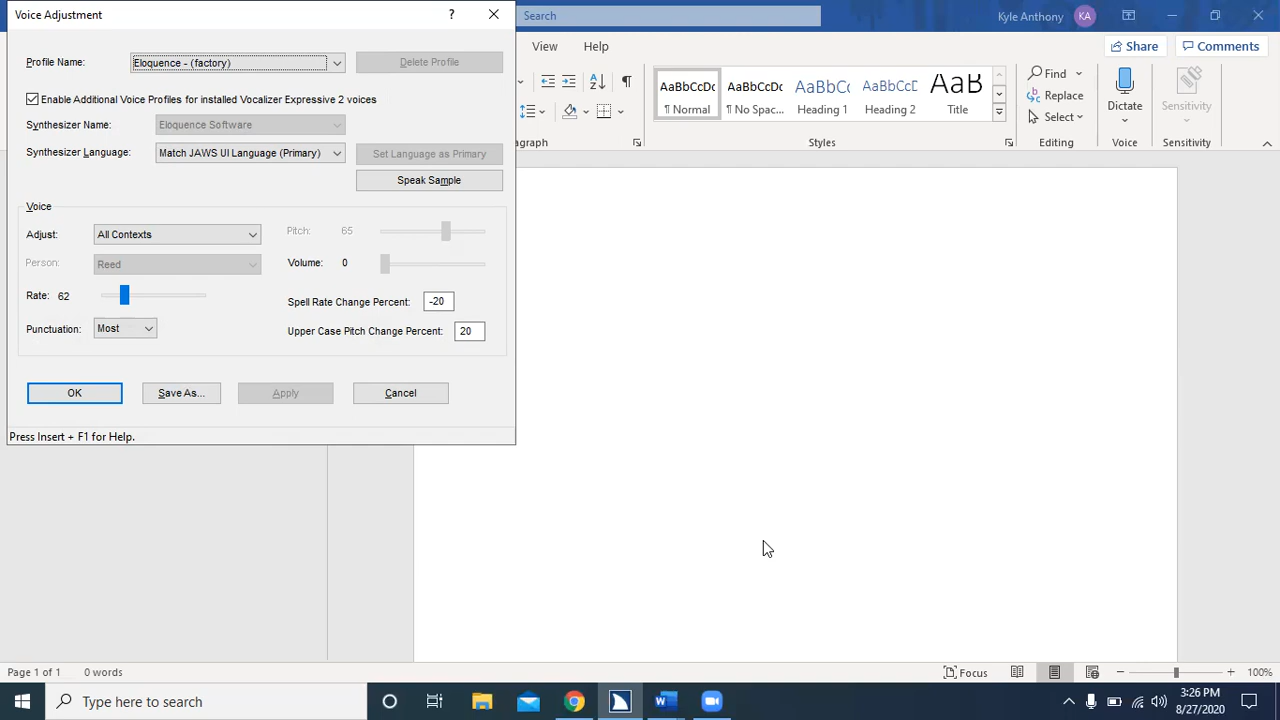 Voice Adjustment
?
Search
Kyle Anthony
KA
View
Help
Share
Comments
Profile Name:
Eloquence - (factory)
Delete Profile
Enable Additional Voice Profiles for installed Vocalizer Expressive 2 voices
Synthesizer Name:
Eloquence Software
Synthesizer Language:
Match JAWS UI Language (Primary)
Set Language as Primary
Speak Sample
AaBbCcDc
AaBbCcDc
AaBbCc
AaBbCcD
AaB
¶ Normal
¶ No Spac...
Heading 1
Heading 2
Title
Find
Replace
Select
Dictate
Sensitivity
ragraph
Styles
Editing
Voice
Sensitivity
Voice
Adjust:
All Contexts
Pitch:
65
Person:
Reed
Volume:
0
Rate:
62
Spell Rate Change Percent:
-20
Punctuation:
Most
Upper Case Pitch Change Percent:
20
OK
Save As...
Apply
Cancel
Press Insert + F1 for Help.
Page 1 of 1
0 words
Focus
100%
Type here to search
3:26 PM
8/27/2020